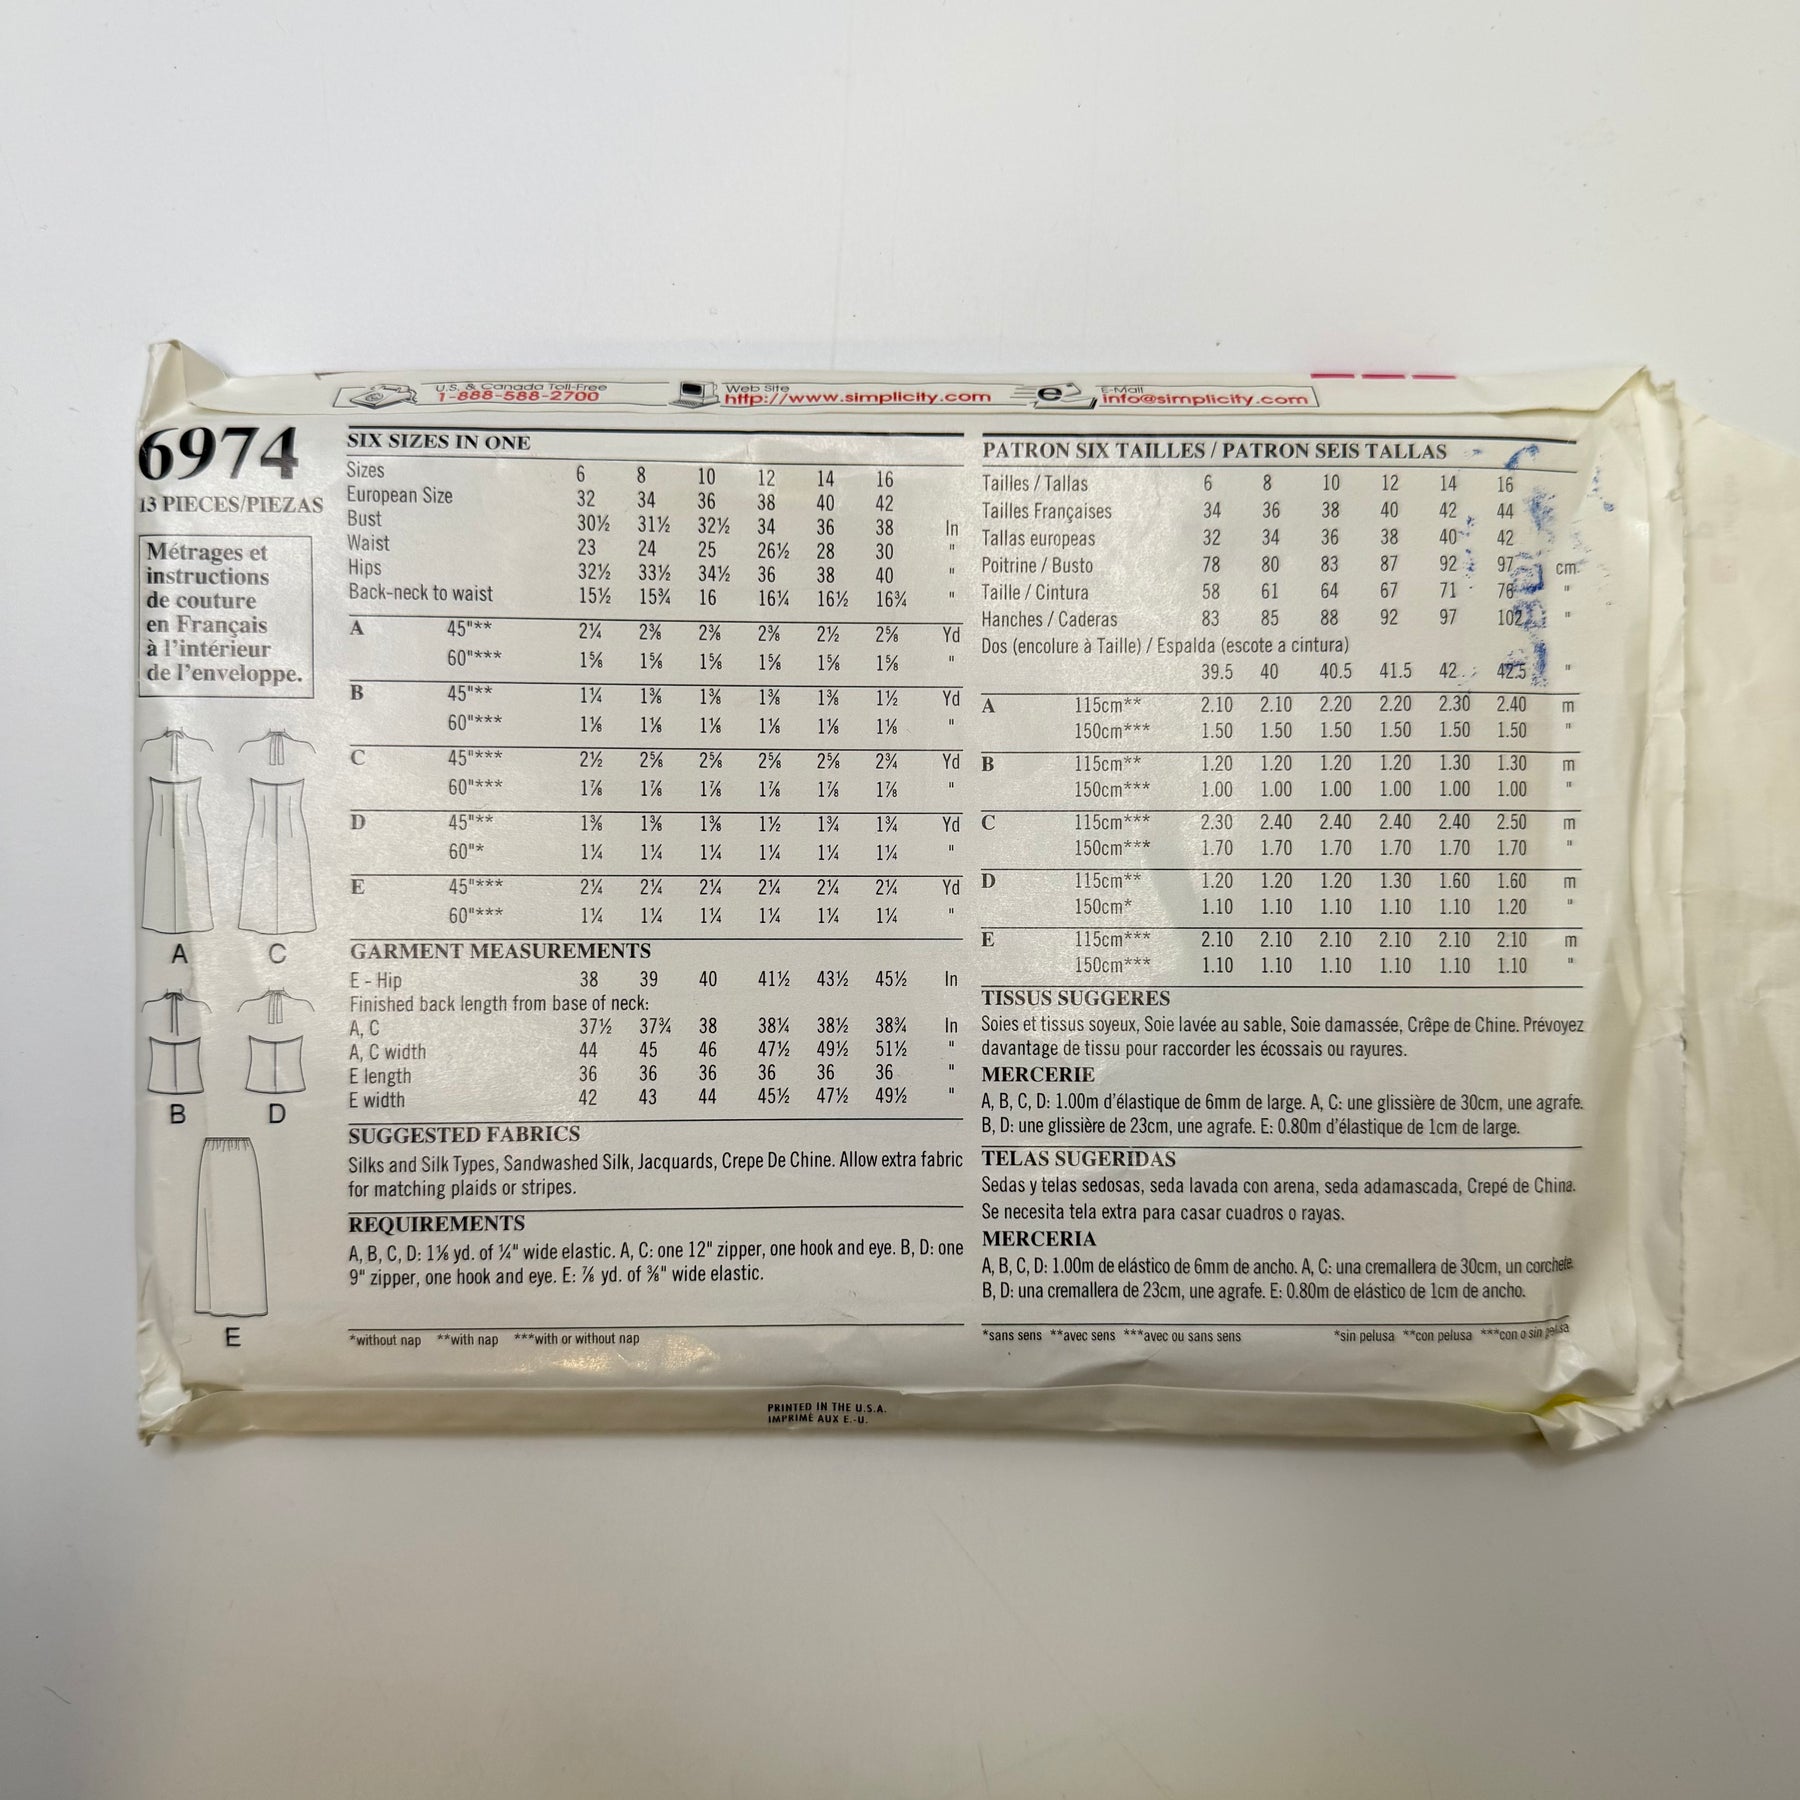 U.S. & Canada Toll-Free
1-888-588-2700
Web Site
http://www.simplicity.com
E-Mail
info@simplicity.com
6974
13 PIECES/PIEZAS
Métrages et
instructions
de couture
en Français
à l'intérieur
de l'enveloppe.
A
C
B
D
E
SIX SIZES IN ONE
Sizes 6 8 10 12 14 16
European Size 32 34 36 38 40 42
Bust 30½ 31½ 32½ 34 36 38 In
Waist 23 24 25 26½ 28 30 "
Hips 32½ 33½ 34½ 36 38 40 "
Back-neck to waist 15½ 15¾ 16 16¼ 16½ 16¾ "
A 45"** 2¼ 2⅜ 2⅜ 2⅜ 2½ 2⅝ Yd
60"*** 1⅝ 1⅝ 1⅝ 1⅝ 1⅝ 1⅝ "
B 45"** 1¼ 1⅜ 1⅜ 1⅜ 1⅜ 1½ Yd
60"*** 1⅛ 1⅛ 1⅛ 1⅛ 1⅛ 1⅛ "
C 45"*** 2½ 2⅝ 2⅝ 2⅝ 2⅝ 2¾ Yd
60"*** 1⅞ 1⅞ 1⅞ 1⅞ 1⅞ 1⅞ "
D 45"** 1⅜ 1⅜ 1⅜ 1½ 1¾ 1¾ Yd
60"* 1¼ 1¼ 1¼ 1¼ 1¼ 1¼ "
E 45"*** 2¼ 2¼ 2¼ 2¼ 2¼ 2¼ Yd
60"*** 1¼ 1¼ 1¼ 1¼ 1¼ 1¼ "
GARMENT MEASUREMENTS
E - Hip 38 39 40 41½ 43½ 45½ In
Finished back length from base of neck:
A, C 37½ 37¾ 38 38¼ 38½ 38¾ In
A, C width 44 45 46 47½ 49½ 51½ "
E length 36 36 36 36 36 36 "
E width 42 43 44 45½ 47½ 49½ "
SUGGESTED FABRICS
Silks and Silk Types, Sandwashed Silk, Jacquards, Crepe De Chine. Allow extra fabric
for matching plaids or stripes.
REQUIREMENTS
A, B, C, D: 1⅛ yd. of ¼" wide elastic. A, C: one 12" zipper, one hook and eye. B, D: one
9" zipper, one hook and eye. E: ⅞ yd. of ⅜" wide elastic.
*without nap **with nap ***with or without nap
PATRON SIX TAILLES / PATRON SEIS TALLAS
Tailles / Tallas 6 8 10 12 14 16
Tailles Françaises 34 36 38 40 42 44
Tallas europeas 32 34 36 38 40 42
Poitrine / Busto 78 80 83 87 92 97 cm.
Taille / Cintura 58 61 64 67 71 76 "
Hanches / Caderas 83 85 88 92 97 102 "
Dos (encolure à Taille) / Espalda (escote a cintura)
39.5 40 40.5 41.5 42 42.5 "
A 115cm** 2.10 2.10 2.20 2.20 2.30 2.40 m
150cm*** 1.50 1.50 1.50 1.50 1.50 1.50 "
B 115cm** 1.20 1.20 1.20 1.20 1.30 1.30 m
150cm*** 1.00 1.00 1.00 1.00 1.00 1.00 "
C 115cm*** 2.30 2.40 2.40 2.40 2.40 2.50 m
150cm*** 1.70 1.70 1.70 1.70 1.70 1.70 "
D 115cm** 1.20 1.20 1.20 1.30 1.60 1.60 m
150cm* 1.10 1.10 1.10 1.10 1.10 1.20 "
E 115cm*** 2.10 2.10 2.10 2.10 2.10 2.10 m
150cm*** 1.10 1.10 1.10 1.10 1.10 1.10 "
TISSUS SUGGERES
Soies et tissus soyeux, Soie lavée au sable, Soie damassée, Crêpe de Chine. Prévoyez
davantage de tissu pour raccorder les écossais ou rayures.
MERCERIE
A, B, C, D: 1.00m d'élastique de 6mm de large. A, C: une glissière de 30cm, une agrafe.
B, D: une glissière de 23cm, une agrafe. E: 0.80m d'élastique de 1cm de large.
TELAS SUGERIDAS
Sedas y telas sedosas, seda lavada con arena, seda adamascada, Crepé de China.
Se necesita tela extra para casar cuadros o rayas.
MERCERIA
A, B, C, D: 1.00m de elástico de 6mm de ancho. A, C: una cremallera de 30cm, un corchete.
B, D: una cremallera de 23cm, une agrafe. E: 0.80m de elástico de 1cm de ancho.
*sans sens **avec sens ***avec ou sans sens *sin pelusa **con pelusa ***con o sin pelusa
PRINTED IN THE U.S.A.
IMPRIMÉ AUX E.-U.